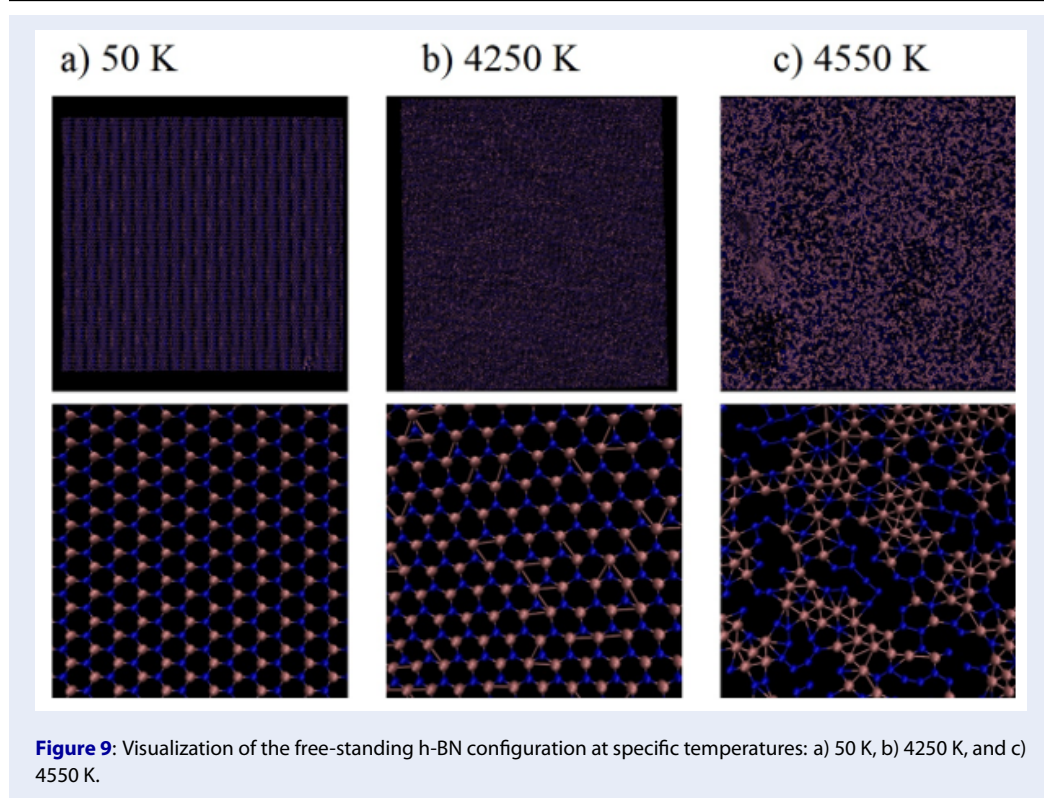 a) 50 K
b) 4250 K
c) 4550 K
Figure 9: Visualization of the free-standing h-BN configuration at specific temperatures: a) 50 K, b) 4250 K, and c)
4550 K.